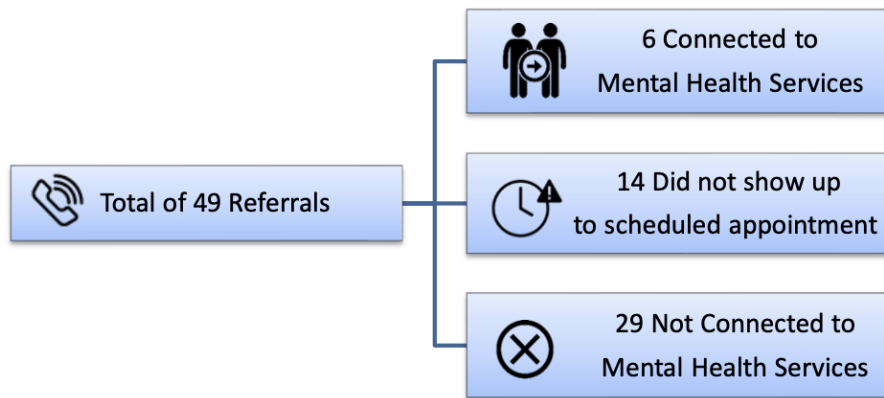 6 Connected to
Mental Health Services
Total of 49 Referrals
14 Did not show up
to scheduled appointment
29 Not Connected to
Mental Health Services